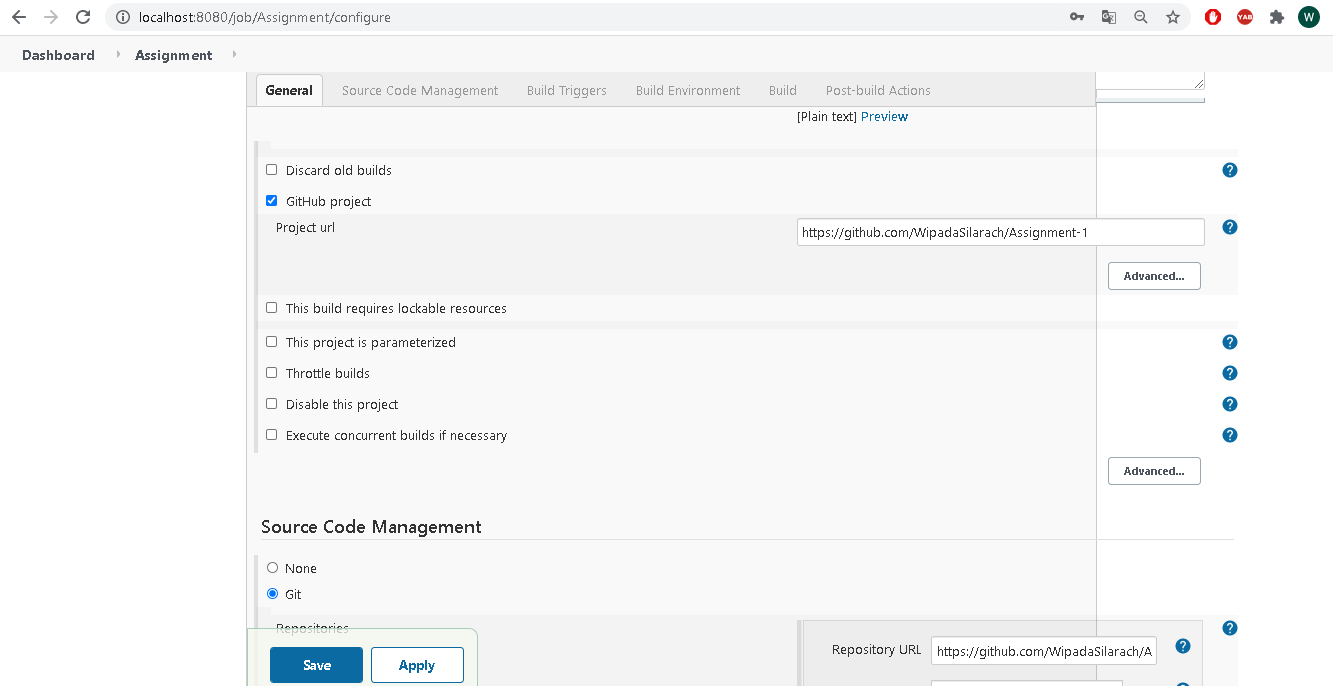 localhost:8080/job/Assignment/configure
YAB
W
Dashboard Assignment
General Source Code Management Build Triggers Build Environment Build Post-build Actions
[Plain text] Preview
Discard old builds
?
GitHub project
Project url
https://github.com/WipadaSilarach/Assignment-1
?
Advanced...
This build requires lockable resources
This project is parameterized
?
Throttle builds
?
Disable this project
?
Execute concurrent builds if necessary
?
Advanced...
Source Code Management
None
Git
Repositories
?
Repository URL
https://github.com/WipadaSilarach/A
?
Save
Apply